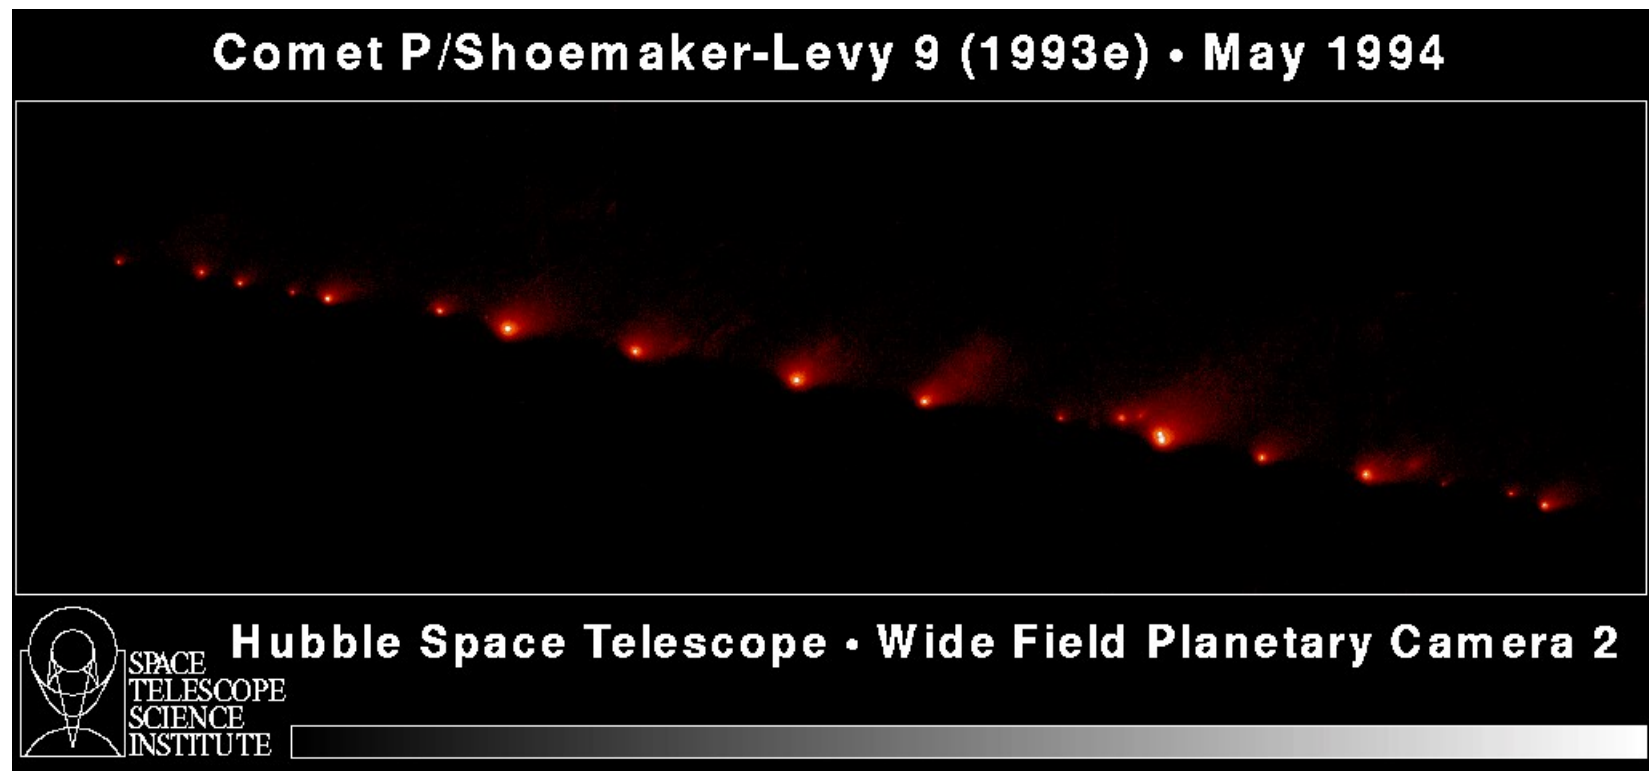 Comet P/Shoemaker-Levy 9 (1993e) • May 1994
Hubble Space Telescope • Wide Field Planetary Camera 2
SPACE
TELESCOPE
SCIENCE
INSTITUTE